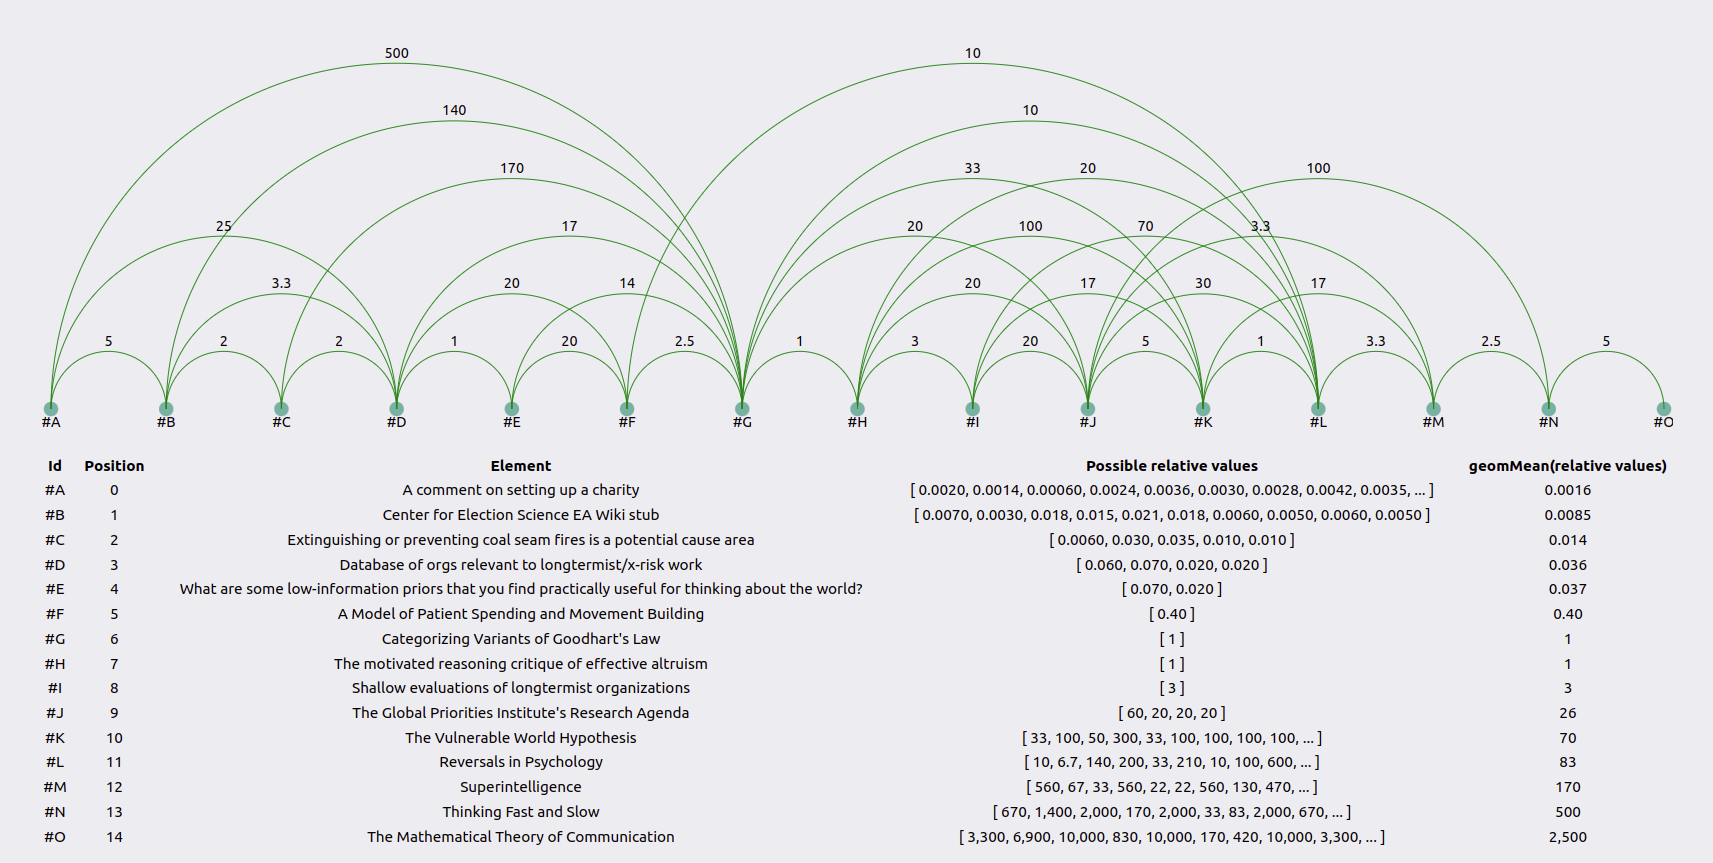 500 10
140 10
170 33 20 100
25 17 20 100 70 3.3
3.3 20 14 20 17 30 17
5 2 2 1 20 2.5 1 3 20 5 1 3.3 2.5 5
#A #B #C #D #E #F #G #H #I #J #K #L #M #N #O
Id Position Element Possible relative values geomMean(relative values)
#A 0 A comment on setting up a charity [ 0.0020, 0.0014, 0.00060, 0.0024, 0.0036, 0.0030, 0.0028, 0.0042, 0.0035, ... ] 0.0016
#B 1 Center for Election Science EA Wiki stub [ 0.0070, 0.0030, 0.018, 0.015, 0.021, 0.018, 0.0060, 0.0050, 0.0060, 0.0050 ] 0.0085
#C 2 Extinguishing or preventing coal seam fires is a potential cause area [ 0.0060, 0.030, 0.035, 0.010, 0.010 ] 0.014
#D 3 Database of orgs relevant to longtermist/x-risk work [ 0.060, 0.070, 0.020, 0.020 ] 0.036
#E 4 What are some low-information priors that you find practically useful for thinking about the world? [ 0.070, 0.020 ] 0.037
#F 5 A Model of Patient Spending and Movement Building [ 0.40 ] 0.40
#G 6 Categorizing Variants of Goodhart's Law [ 1 ] 1
#H 7 The motivated reasoning critique of effective altruism [ 1 ] 1
#I 8 Shallow evaluations of longtermist organizations [ 3 ] 3
#J 9 The Global Priorities Institute's Research Agenda [ 60, 20, 20, 20 ] 26
#K 10 The Vulnerable World Hypothesis [ 33, 100, 50, 300, 33, 100, 100, 100, 100, ... ] 70
#L 11 Reversals in Psychology [ 10, 6.7, 140, 200, 33, 210, 10, 100, 600, ... ] 83
#M 12 Superintelligence [ 560, 67, 33, 560, 22, 22, 560, 130, 470, ... ] 170
#N 13 Thinking Fast and Slow [ 670, 1,400, 2,000, 170, 2,000, 33, 83, 2,000, 670, ... ] 500
#O 14 The Mathematical Theory of Communication [ 3,300, 6,900, 10,000, 830, 10,000, 170, 420, 10,000, 3,300, ... ] 2,500